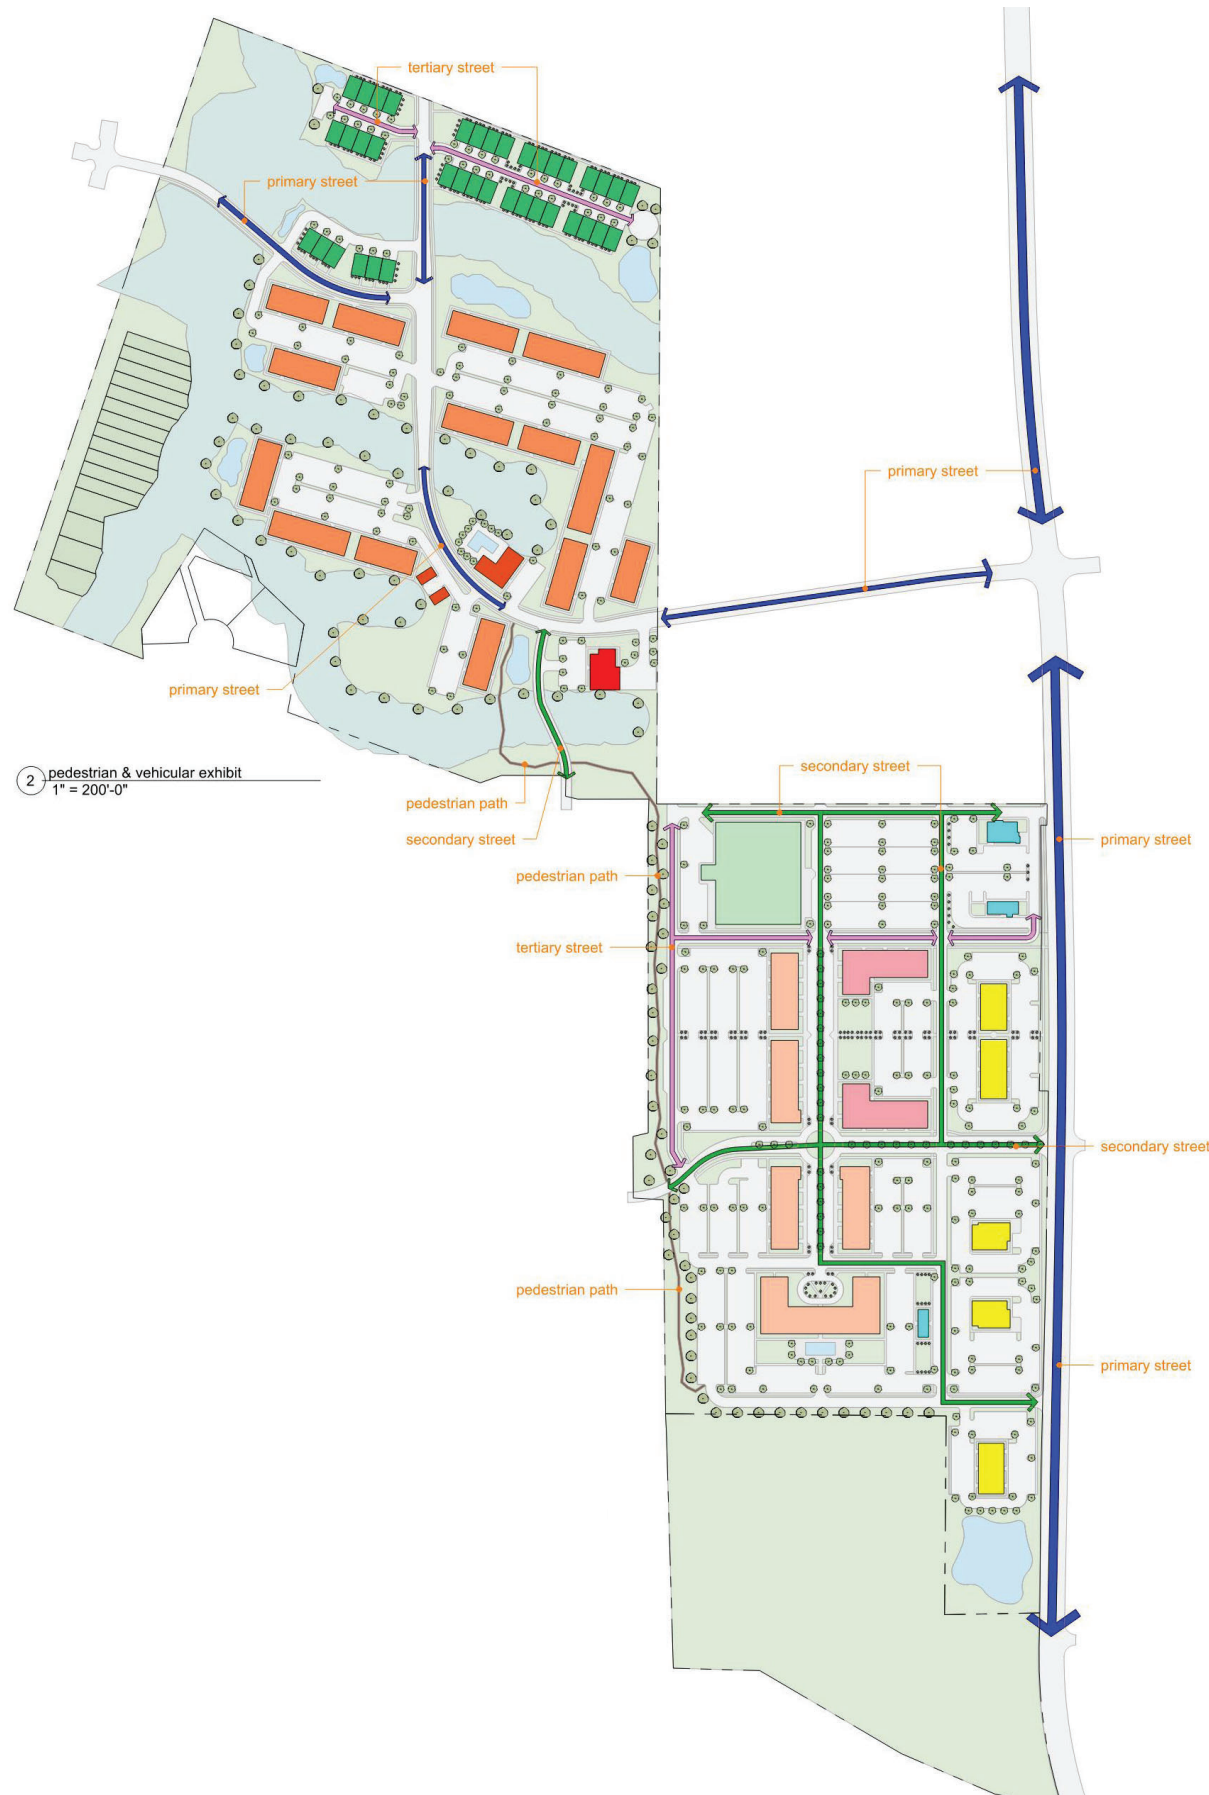 tertiary street
primary street
primary street
primary street
2 pedestrian & vehicular exhibit
1" = 200'-0"
secondary street
pedestrian path
secondary street
primary street
pedestrian path
tertiary street
secondary street
pedestrian path
primary street